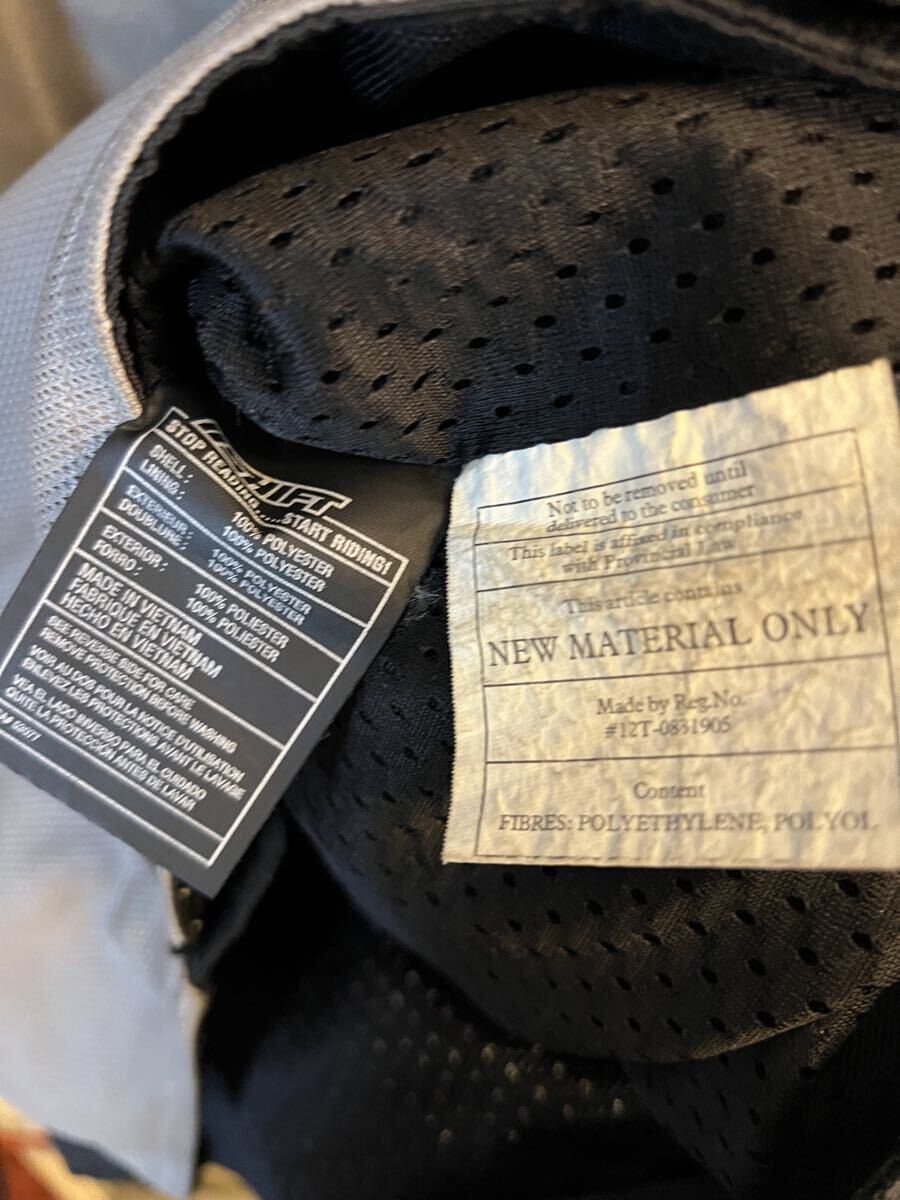 SHIFT
STOP READING.....START RIDING!
SHELL: 100% POLYESTER
LINING: 100% POLYESTER
EXTERIEUR: 100% POLYESTER
DOUBLURE: 100% POLYESTER
EXTERIOR: 100% POLIESTER
FORRO: 100% POLIESTER
MADE IN VIETNAM
FABRIQUE EN VIETNAM
HECHO EN VIETNAM
SEE REVERSE SIDE FOR CARE
REMOVE PROTECTION BEFORE WASHING
VOIR AU DOS POUR LA NOTICE D'UTILISATION
ENLEVEZ LES PROTECTIONS AVANT LE LAVAGE
VEA EL LADO INVERSO PARA EL CUIDADO
QUITE LA PROTECCIÓN ANTES DE LAVAR
Not to be removed until
delivered to the consumer
This label is affixed in compliance
with Provincial Law
This article contains
NEW MATERIAL ONLY
Made by Reg.No.
#12T-0831905
Content
FIBRES: POLYETHYLENE, POLYOL